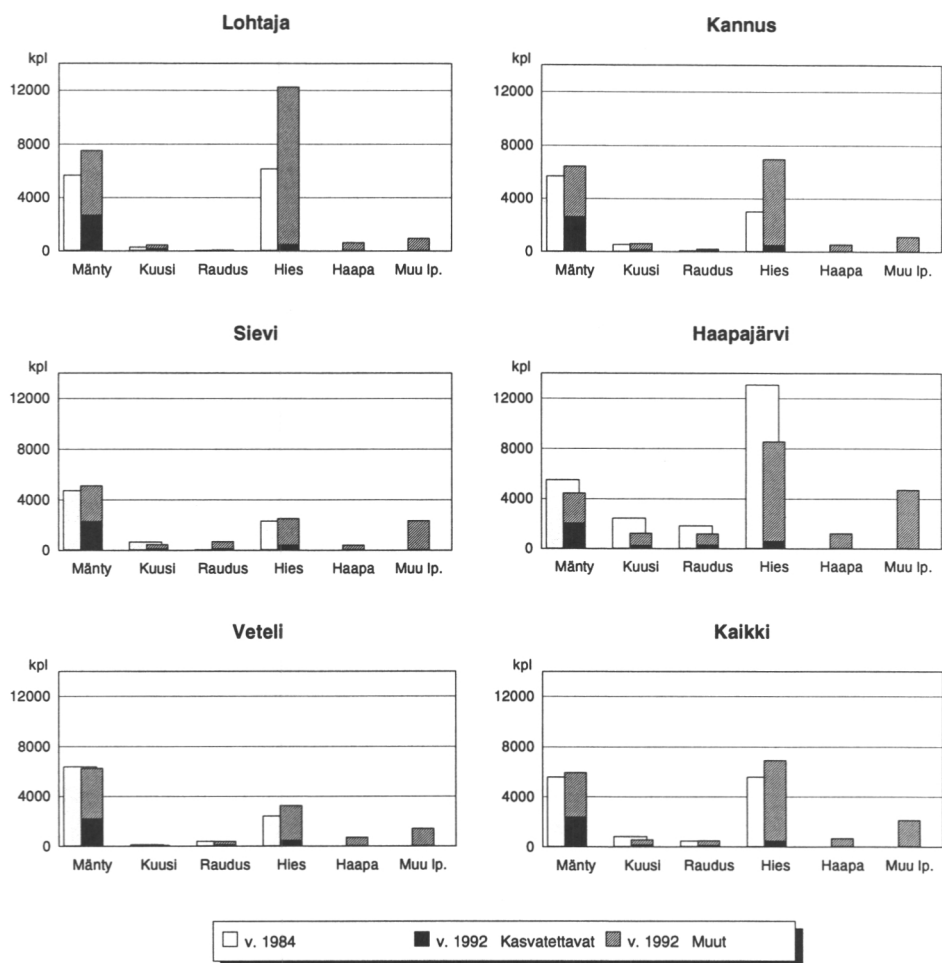 Lohtaja
kpl
12000
8000
4000
0
Mänty Kuusi Raudus Hies Haapa Muu lp.
Kannus
kpl
12000
8000
4000
0
Mänty Kuusi Raudus Hies Haapa Muu lp.
Sievi
kpl
12000
8000
4000
0
Mänty Kuusi Raudus Hies Haapa Muu lp.
Haapajärvi
kpl
12000
8000
4000
0
Mänty Kuusi Raudus Hies Haapa Muu lp.
Veteli
kpl
12000
8000
4000
0
Mänty Kuusi Raudus Hies Haapa Muu lp.
Kaikki
kpl
12000
8000
4000
0
Mänty Kuusi Raudus Hies Haapa Muu lp.
v. 1984 v. 1992 Kasvatettavat v. 1992 Muut